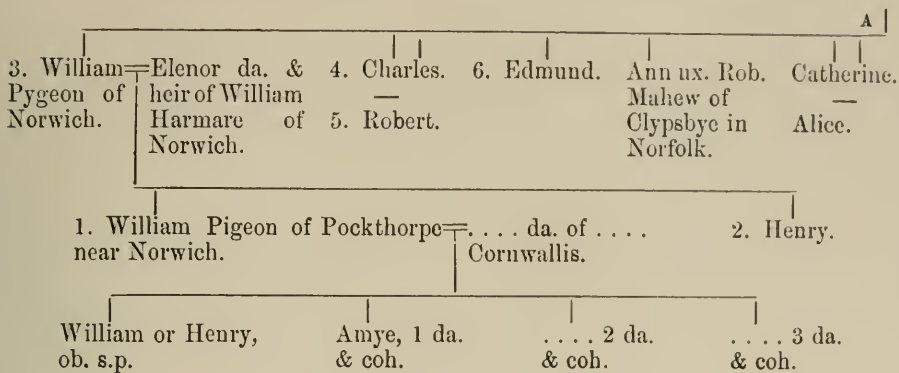 A
3. William=Elenor da. & 4. Charles. 6. Edmund. Ann ux. Rob. Catherine.
Pygeon of heir of William — Mahew of —
Norwich. Harmare of 5. Robert. Clypsbye in Alice.
Norwich. Norfolk.
1. William Pigeon of Pockthorpe=. . . . da. of . . . . 2. Henry.
near Norwich. Cornwallis.
William or Henry, Amye, 1 da. . . . . 2 da. . . . . 3 da.
ob. s.p. & coh. & coh. & coh.